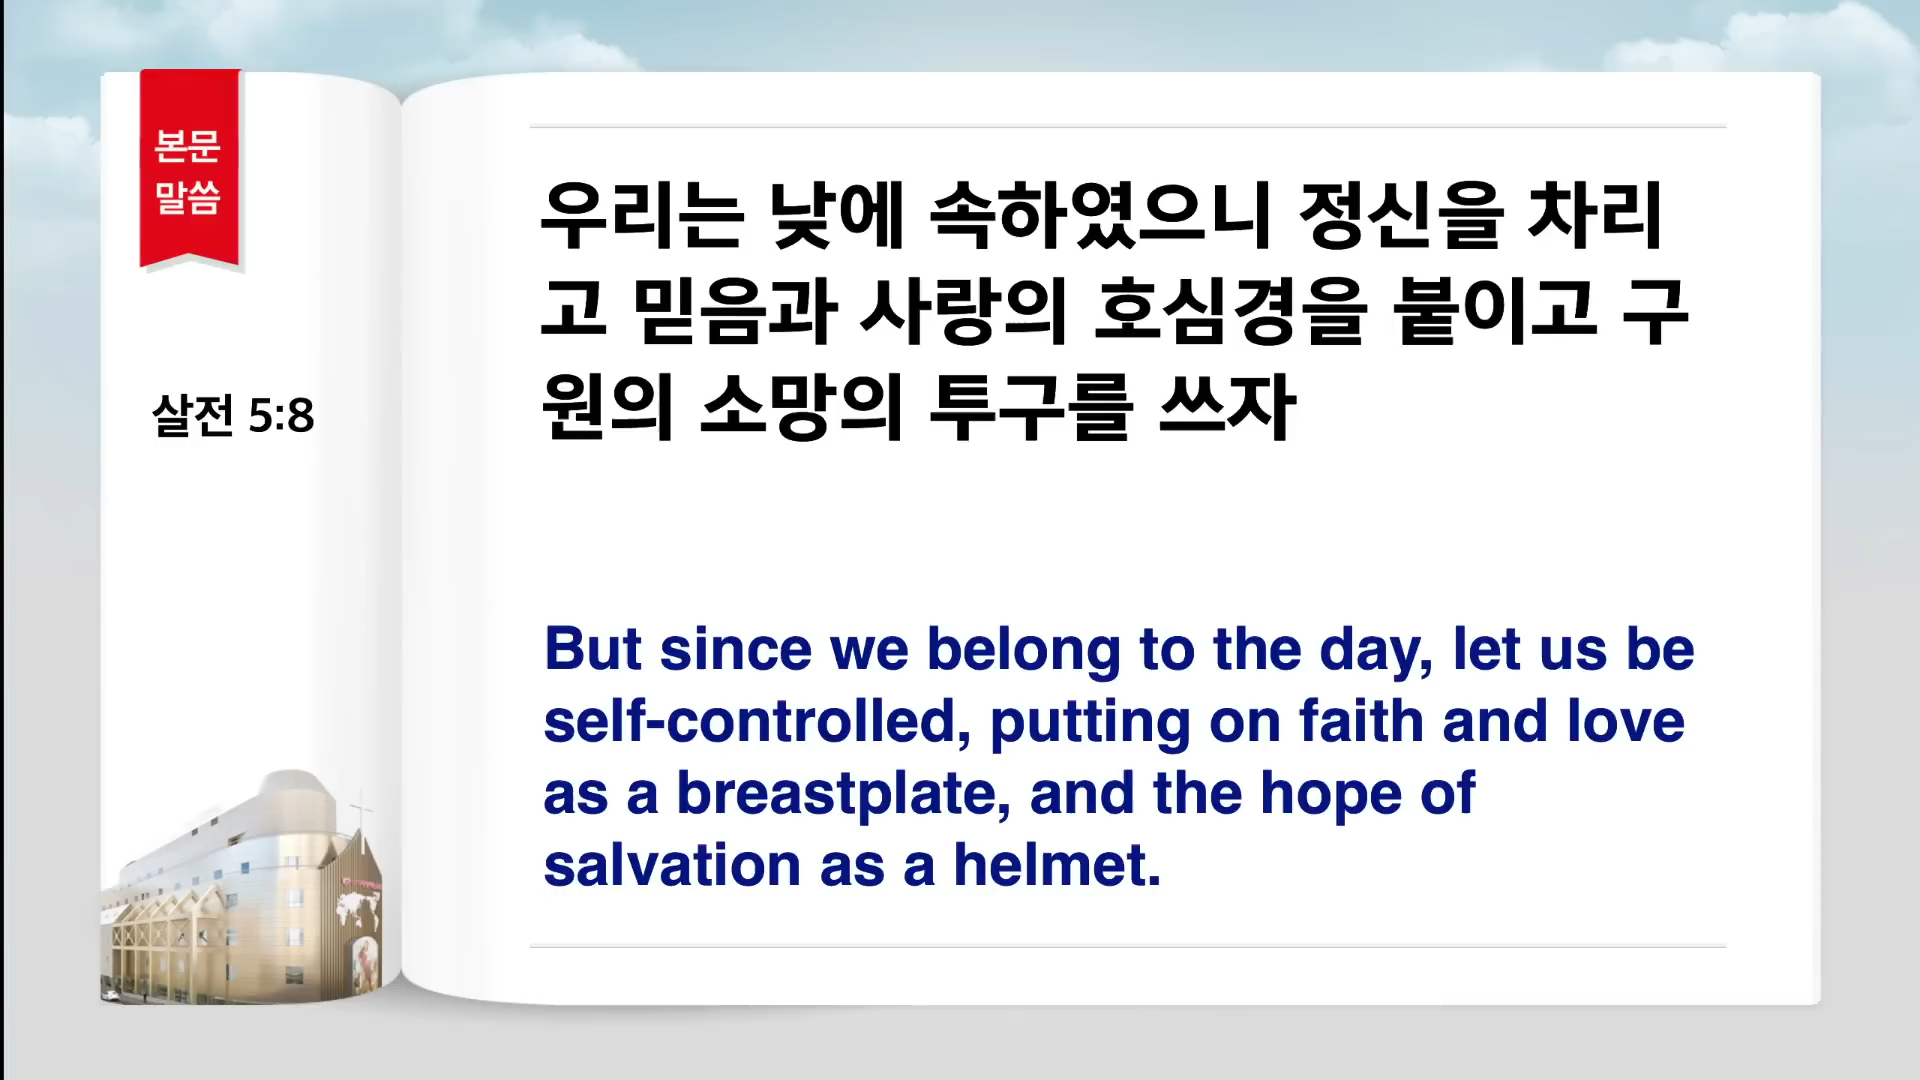 본문
말씀
살전 5:8
우리는 낮에 속하였으니 정신을 차리
고 믿음과 사랑의 호심경을 붙이고 구
원의 소망의 투구를 쓰자
But since we belong to the day, let us be
self-controlled, putting on faith and love
as a breastplate, and the hope of
salvation as a helmet.